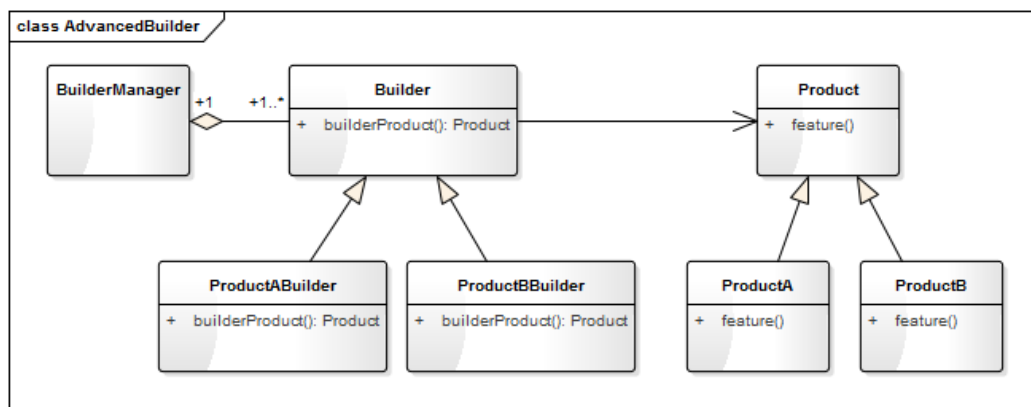 class AdvancedBuilder
BuilderManager
+1
+1..*
Builder
+ builderProduct(): Product
Product
+ feature()
ProductABuilder
+ builderProduct(): Product
ProductBBuilder
+ builderProduct(): Product
ProductA
+ feature()
ProductB
+ feature()